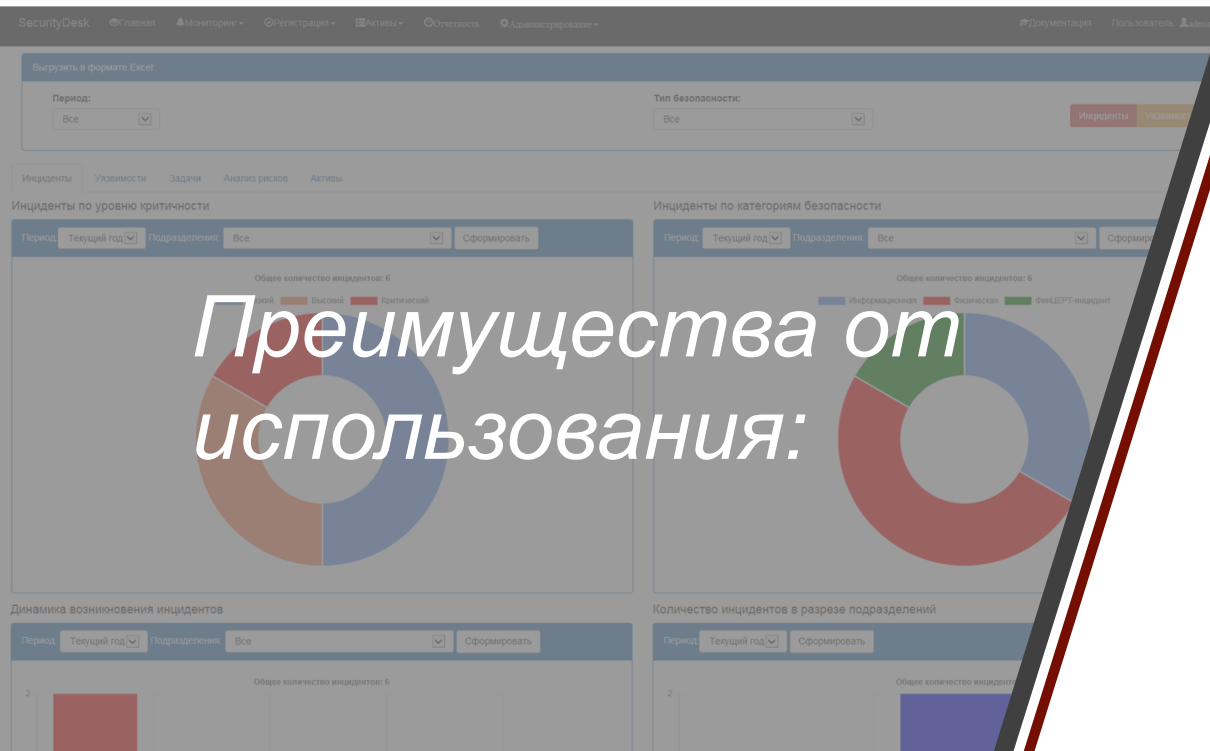 SecurityDesk Главная Мониторинг Регистрация Активы Отчетность Администрирование Документация Пользователь:
Выгрузить в формате Excel:
Период: Тип безопасности:
Все Все Инциденты
Инциденты Уязвимости Задачи Анализ рисков Активы
Инциденты по уровню критичности Инциденты по категориям безопасности
Период: Текущий год Подразделения: Все Сформировать Период: Текущий год Подразделения: Все
Общее количество инцидентов: 6 Общее количество инцидентов: 6
Высокий Критический Информационная Физическая ФинЦЕРТ-инцидент
Преимущества от
использования:
Динамика возникновения инцидентов Количество инцидентов в разрезе подразделений
Период: Текущий год Подразделения: Все Сформировать Период: Текущий год Сформировать
Общее количество инцидентов: 6 Общее количество
2 2